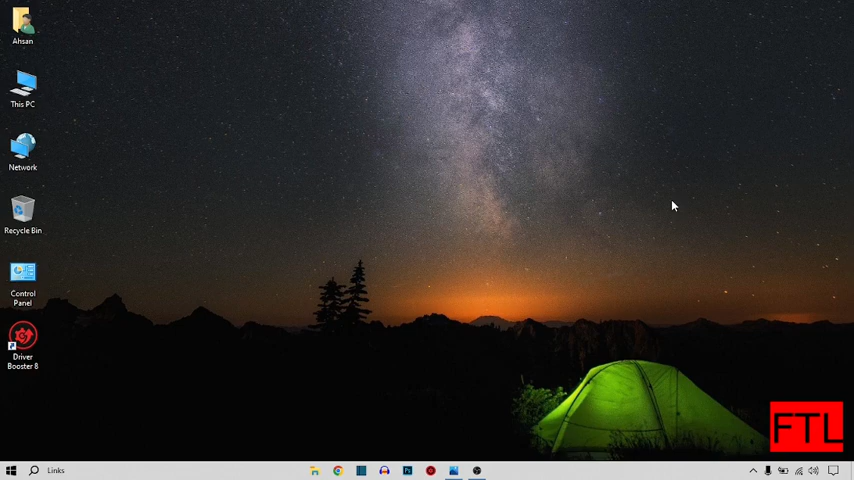 Ahsan
This PC
Network
Recycle Bin
Control
Panel
Driver
Booster 8
FTL
Links